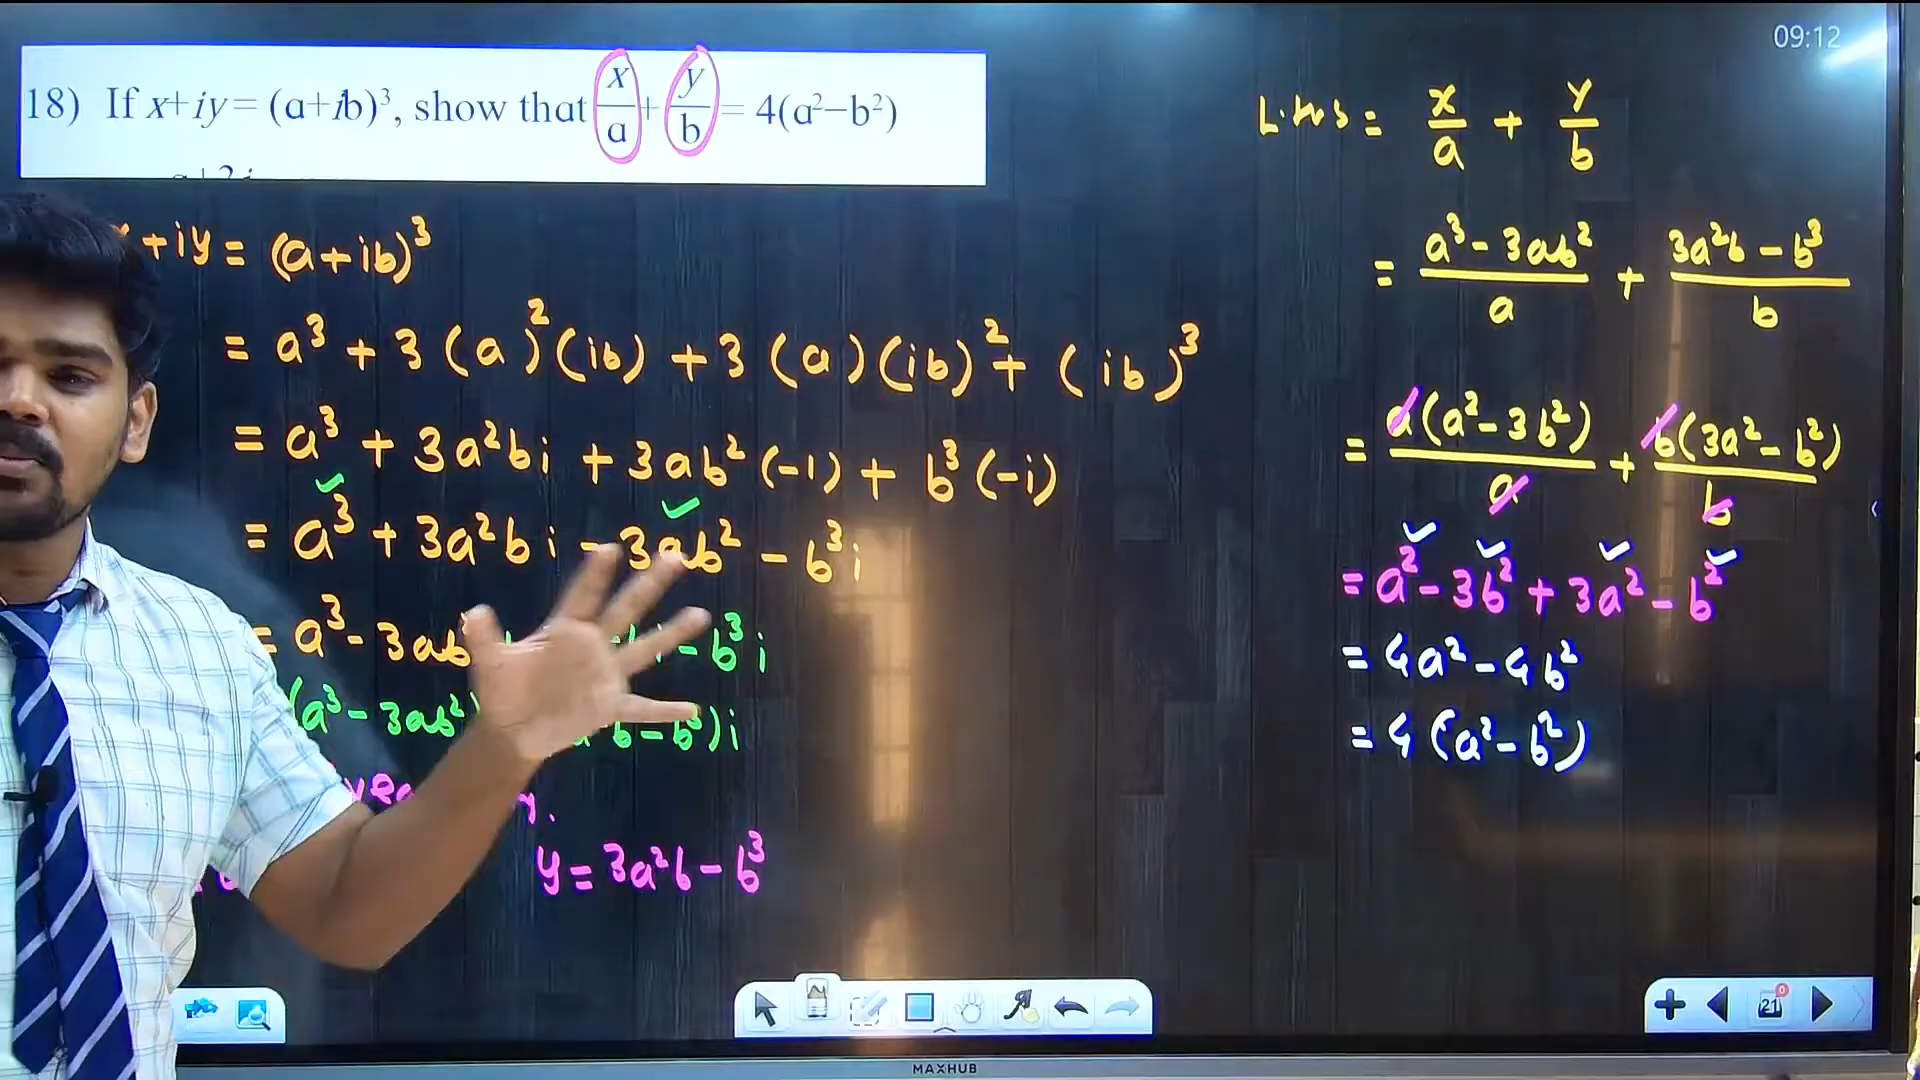 09:12
18) If x+iy= (a+ib)³, show that x/a + y/b = 4(a²−b²)
+iy = (a+ib)³
= a³ + 3(a)²(ib) + 3(a)(ib)² + (ib)³
= a³ + 3a²bi + 3ab²(-1) + b³(-i)
= a³ + 3a²bi - 3ab² - b³i
= a³ - 3ab i - b³i
(a³ - 3ab²) b - b³)i
y = 3a²b - b³
L.H.S = x/a + y/b
= (a³ - 3ab²)/a + (3a²b - b³)/b
= a(a² - 3b²)/a + b(3a² - b²)/b
= a² - 3b² + 3a² - b²
= 4a² - 4b²
= 4(a² - b²)
21
0
MAXHUB